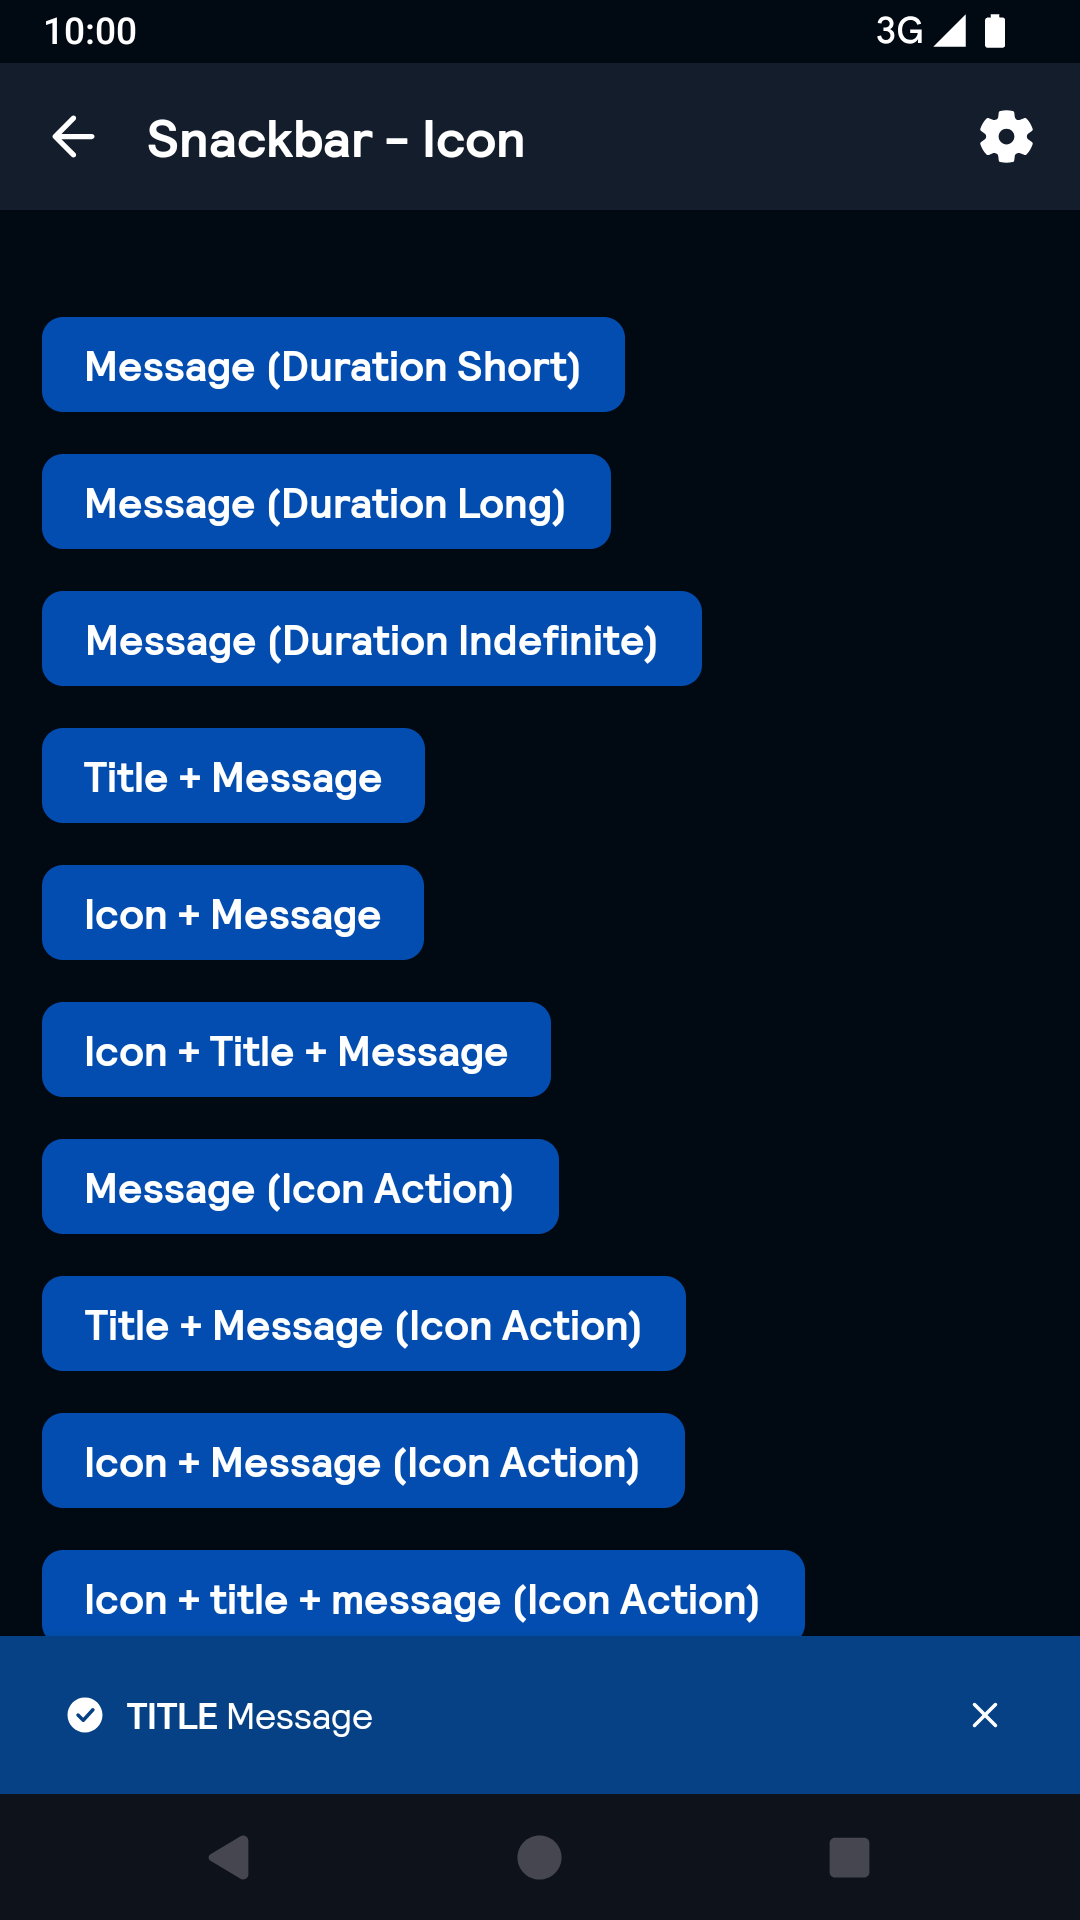 10:00
3G
Snackbar - Icon
Message (Duration Short)
Message (Duration Long)
Message (Duration Indefinite)
Title + Message
Icon + Message
Icon + Title + Message
Message (Icon Action)
Title + Message (Icon Action)
Icon + Message (Icon Action)
Icon + title + message (Icon Action)
TITLE Message